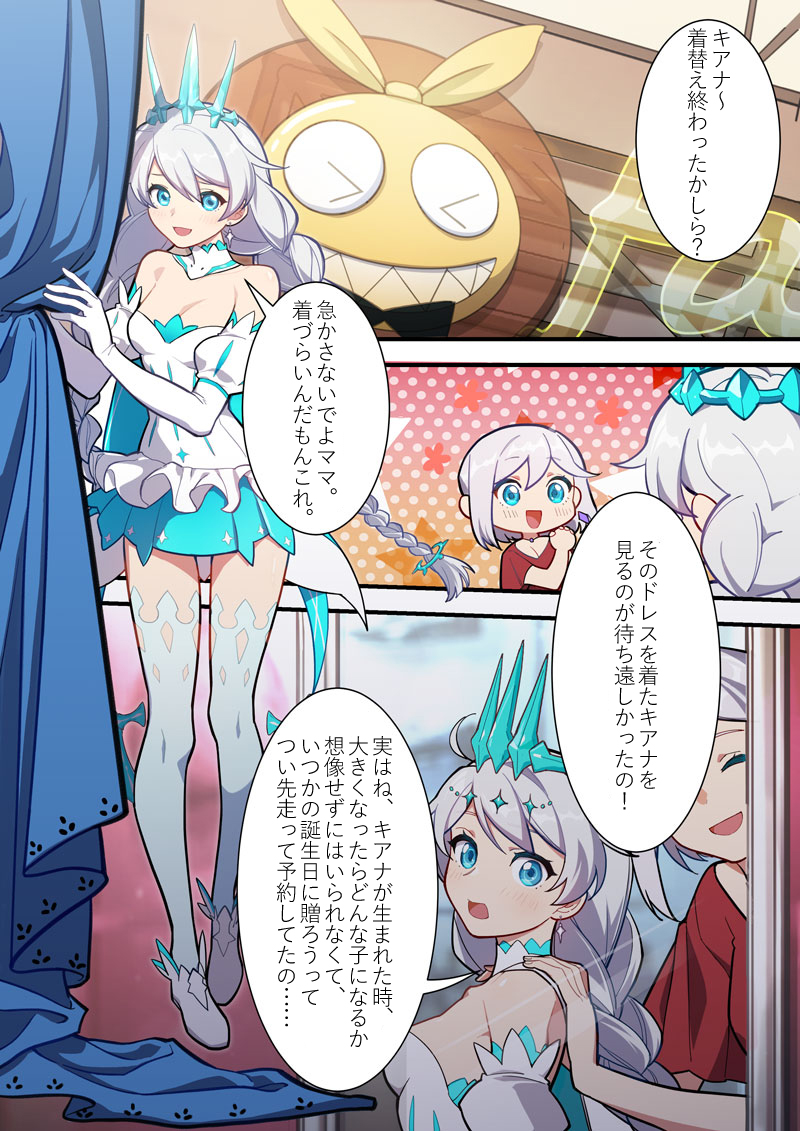 キアナ～
着替え終わったかしら？
急かさないでよママ。
着づらいんだもんこれ。
そのドレスを着たキアナを
見るのが待ち遠しかったの！
実はね、キアナが生まれた時、
大きくなったらどんな子になるか
想像せずにはいられなくて、
いつかの誕生日に贈ろうって
つい先走って予約してたの……